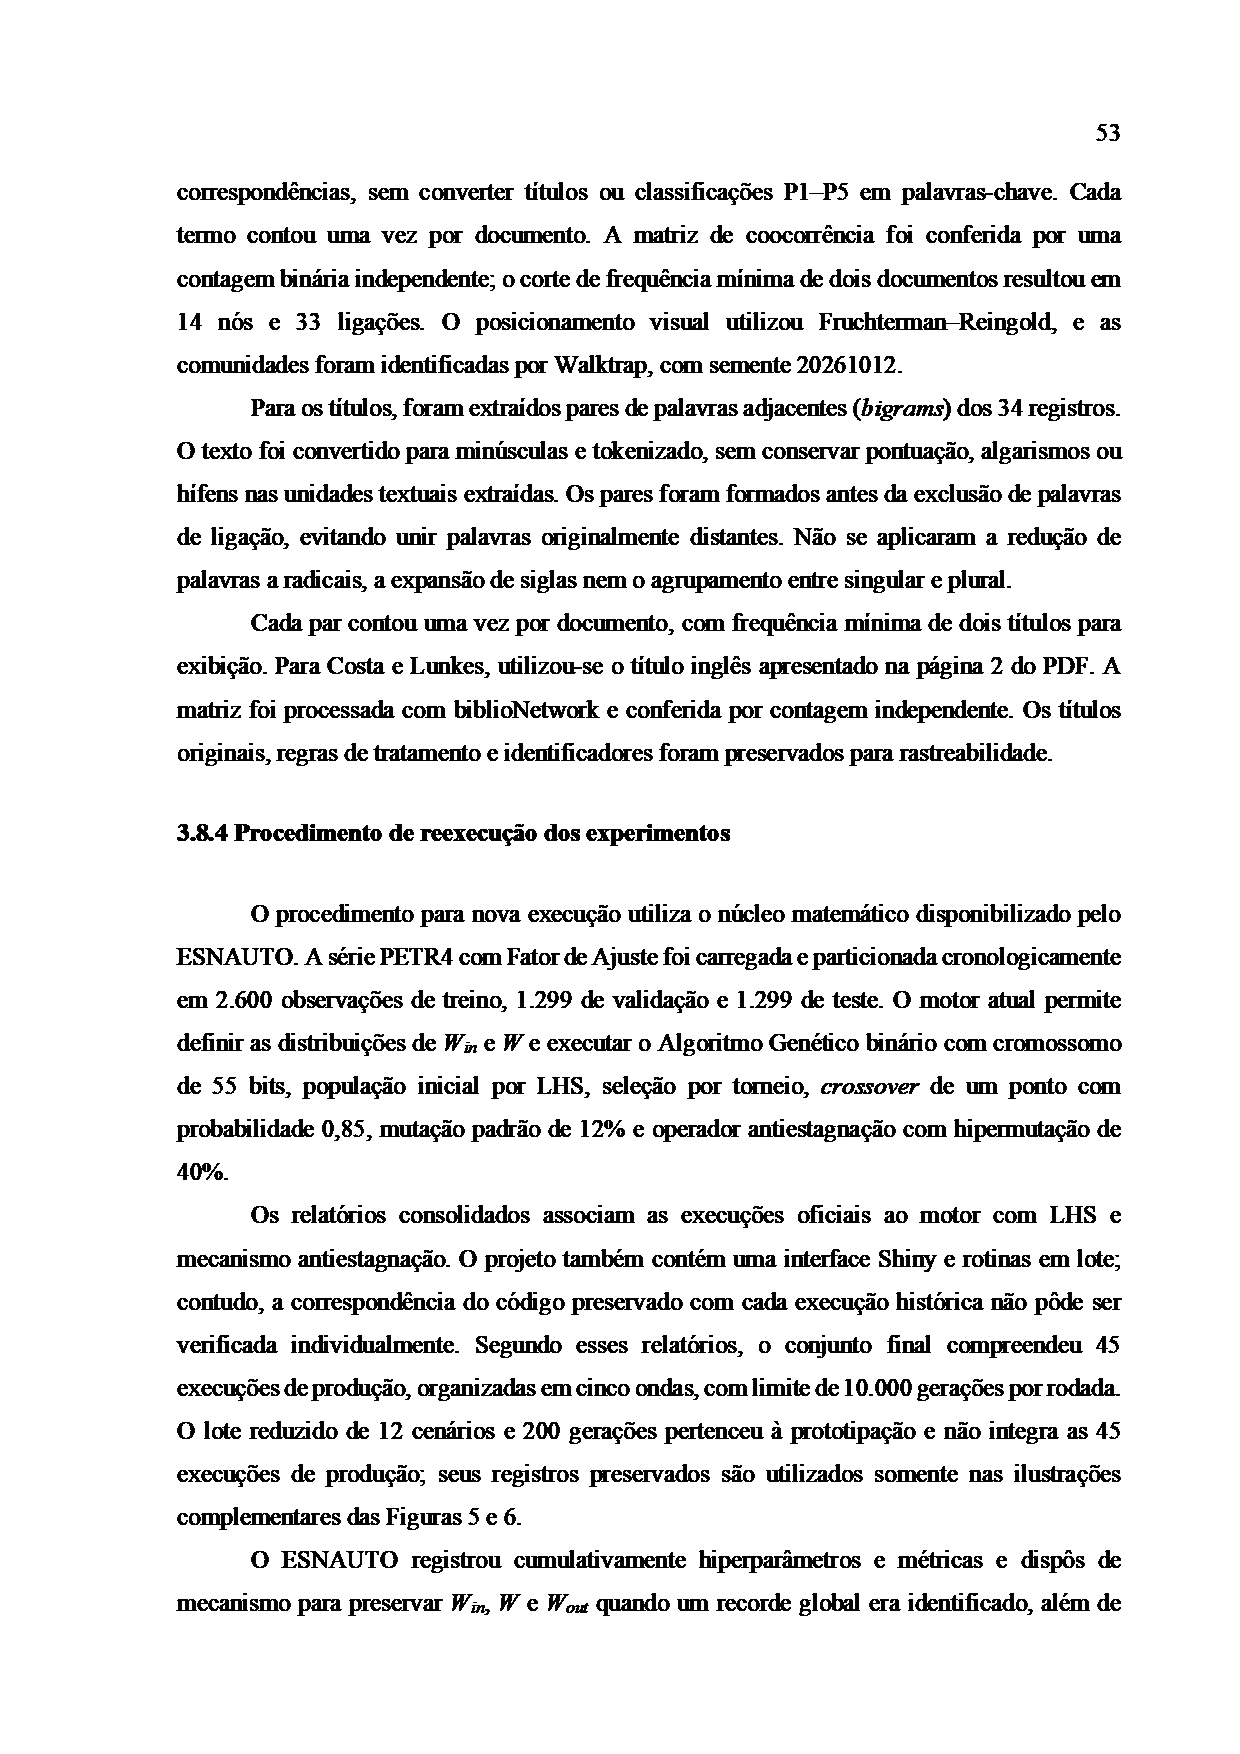 53
correspondências, sem converter títulos ou classificações P1–P5 em palavras-chave. Cada
termo contou uma vez por documento. A matriz de coocorrência foi conferida por uma
contagem binária independente; o corte de frequência mínima de dois documentos resultou em
14 nós e 33 ligações. O posicionamento visual utilizou Fruchterman–Reingold, e as
comunidades foram identificadas por Walktrap, com semente 20261012.
Para os títulos, foram extraídos pares de palavras adjacentes (bigrams) dos 34 registros.
O texto foi convertido para minúsculas e tokenizado, sem conservar pontuação, algarismos ou
hífens nas unidades textuais extraídas. Os pares foram formados antes da exclusão de palavras
de ligação, evitando unir palavras originalmente distantes. Não se aplicaram a redução de
palavras a radicais, a expansão de siglas nem o agrupamento entre singular e plural.
Cada par contou uma vez por documento, com frequência mínima de dois títulos para
exibição. Para Costa e Lunkes, utilizou-se o título inglês apresentado na página 2 do PDF. A
matriz foi processada com biblioNetwork e conferida por contagem independente. Os títulos
originais, regras de tratamento e identificadores foram preservados para rastreabilidade.
3.8.4 Procedimento de reexecução dos experimentos
O procedimento para nova execução utiliza o núcleo matemático disponibilizado pelo
ESNAUTO. A série PETR4 com Fator de Ajuste foi carregada e particionada cronologicamente
em 2.600 observações de treino, 1.299 de validação e 1.299 de teste. O motor atual permite
definir as distribuições de Win e W e executar o Algoritmo Genético binário com cromossomo
de 55 bits, população inicial por LHS, seleção por torneio, crossover de um ponto com
probabilidade 0,85, mutação padrão de 12% e operador antiestagnação com hipermutação de
40%.
Os relatórios consolidados associam as execuções oficiais ao motor com LHS e
mecanismo antiestagnação. O projeto também contém uma interface Shiny e rotinas em lote;
contudo, a correspondência do código preservado com cada execução histórica não pôde ser
verificada individualmente. Segundo esses relatórios, o conjunto final compreendeu 45
execuções de produção, organizadas em cinco ondas, com limite de 10.000 gerações por rodada.
O lote reduzido de 12 cenários e 200 gerações pertenceu à prototipação e não integra as 45
execuções de produção; seus registros preservados são utilizados somente nas ilustrações
complementares das Figuras 5 e 6.
O ESNAUTO registrou cumulativamente hiperparâmetros e métricas e dispôs de
mecanismo para preservar Win, W e Wout quando um recorde global era identificado, além de